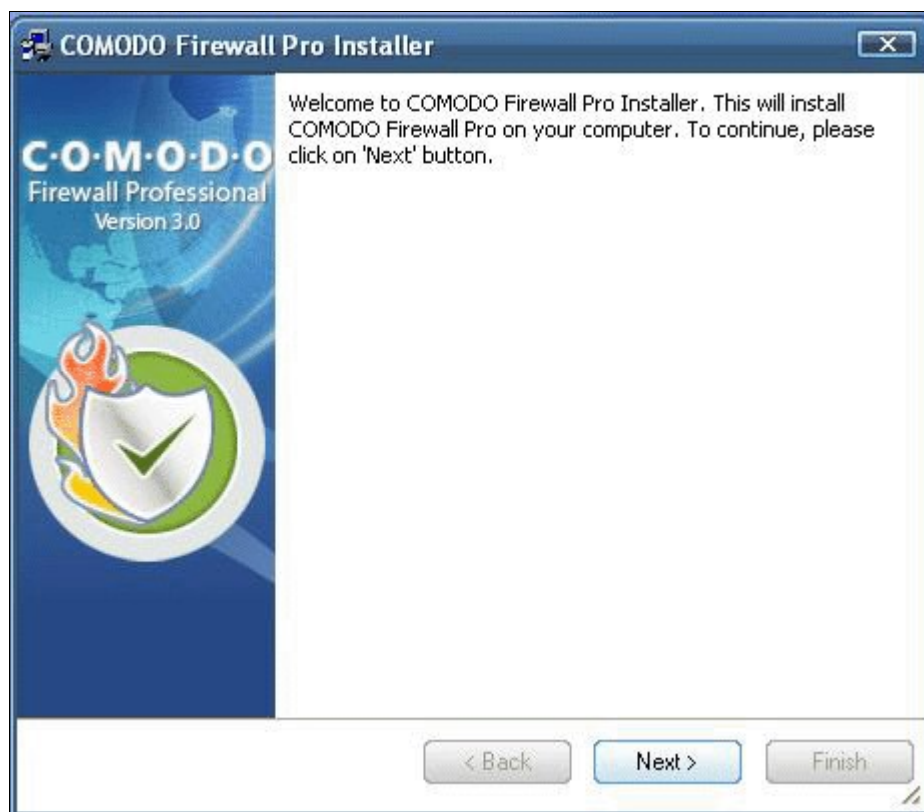 COMODO Firewall Pro Installer
C·O·M·O·D·O
Firewall Professional
Version 3.0
Welcome to COMODO Firewall Pro Installer. This will install
COMODO Firewall Pro on your computer. To continue, please
click on 'Next' button.
< Back
Next >
Finish